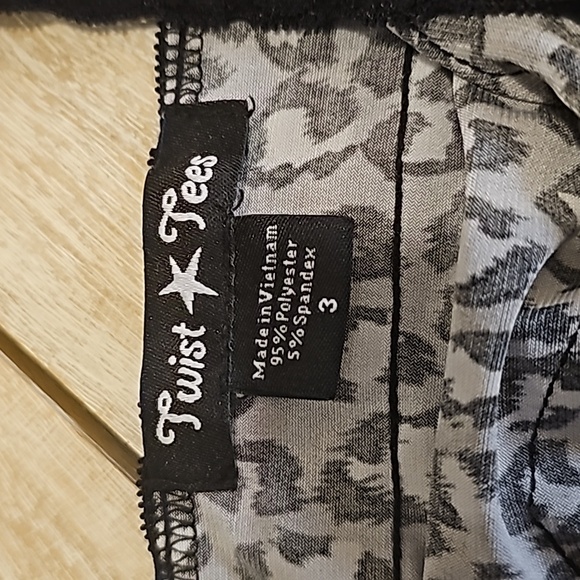 Twist Tees
Made in Vietnam
95% Polyester
5% Spandex
3